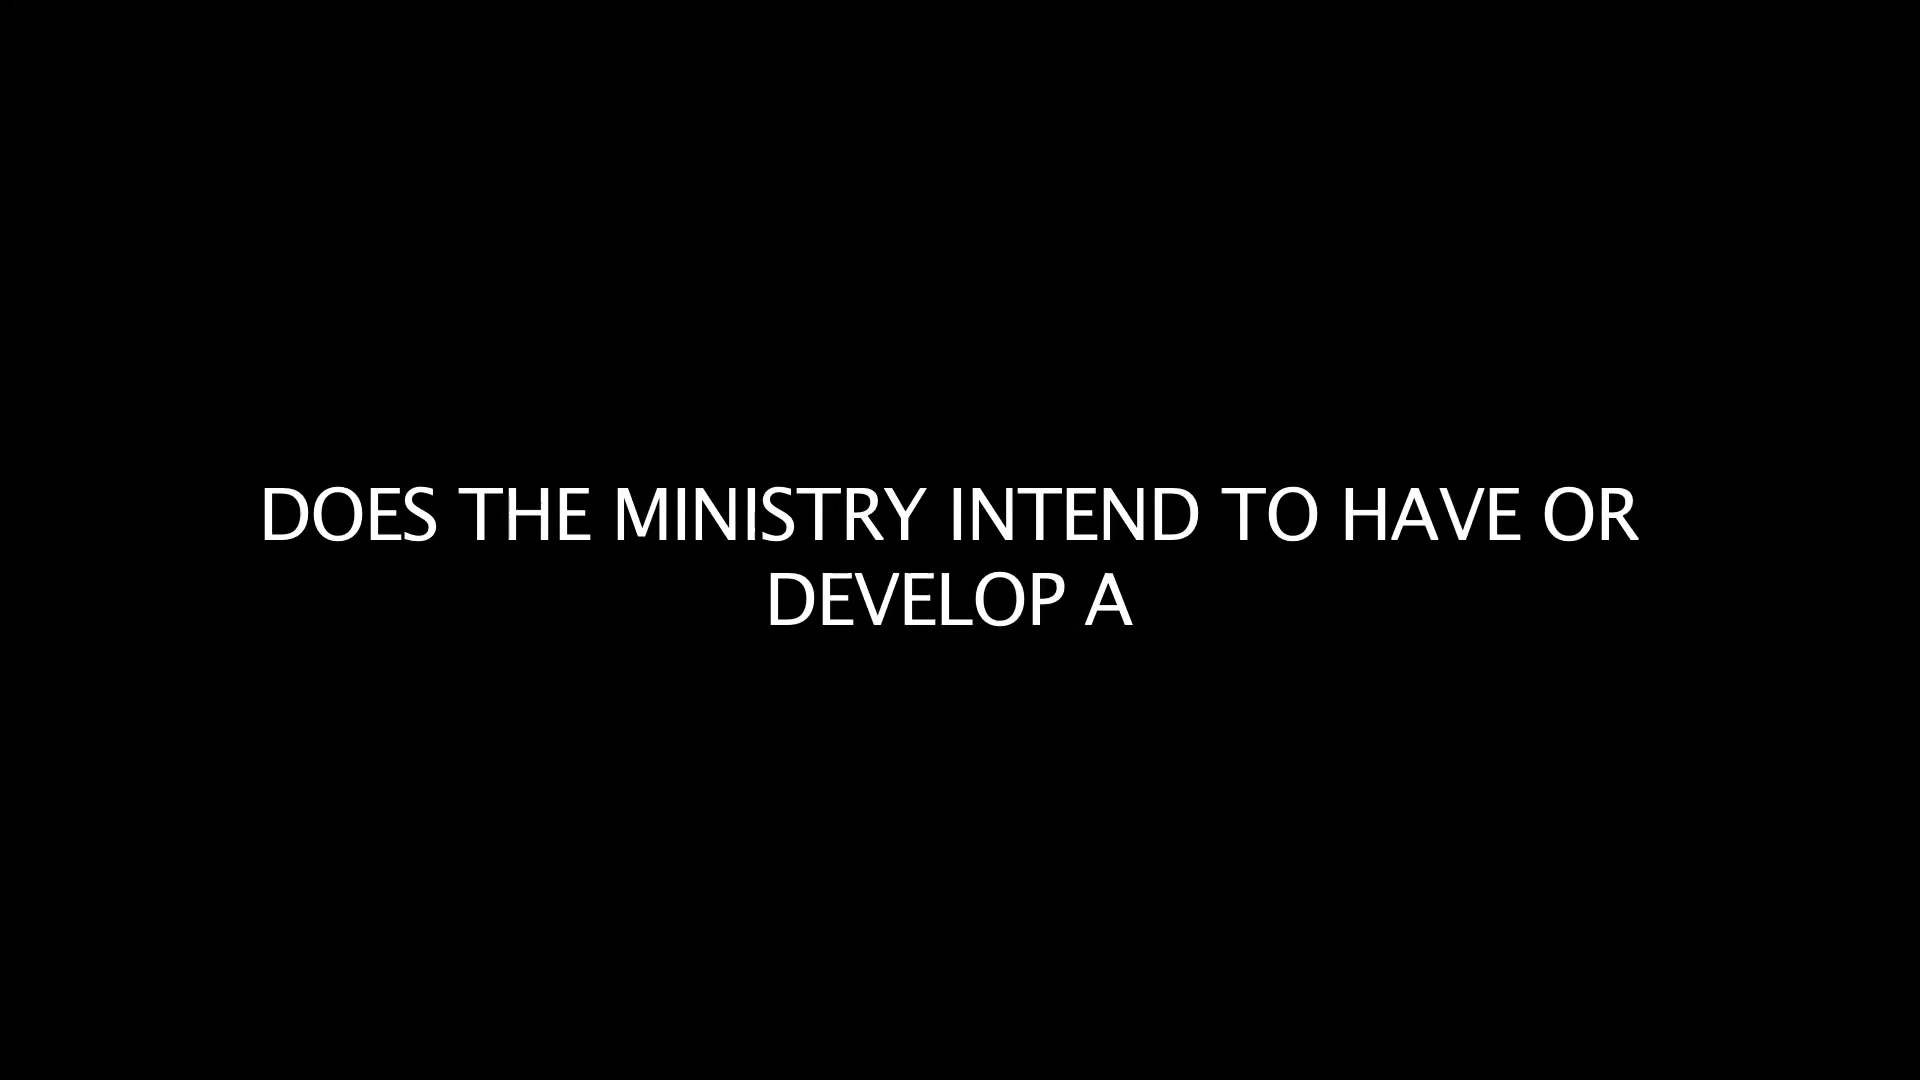 DOES THE MINISTRY INTEND TO HAVE OR
DEVELOP A